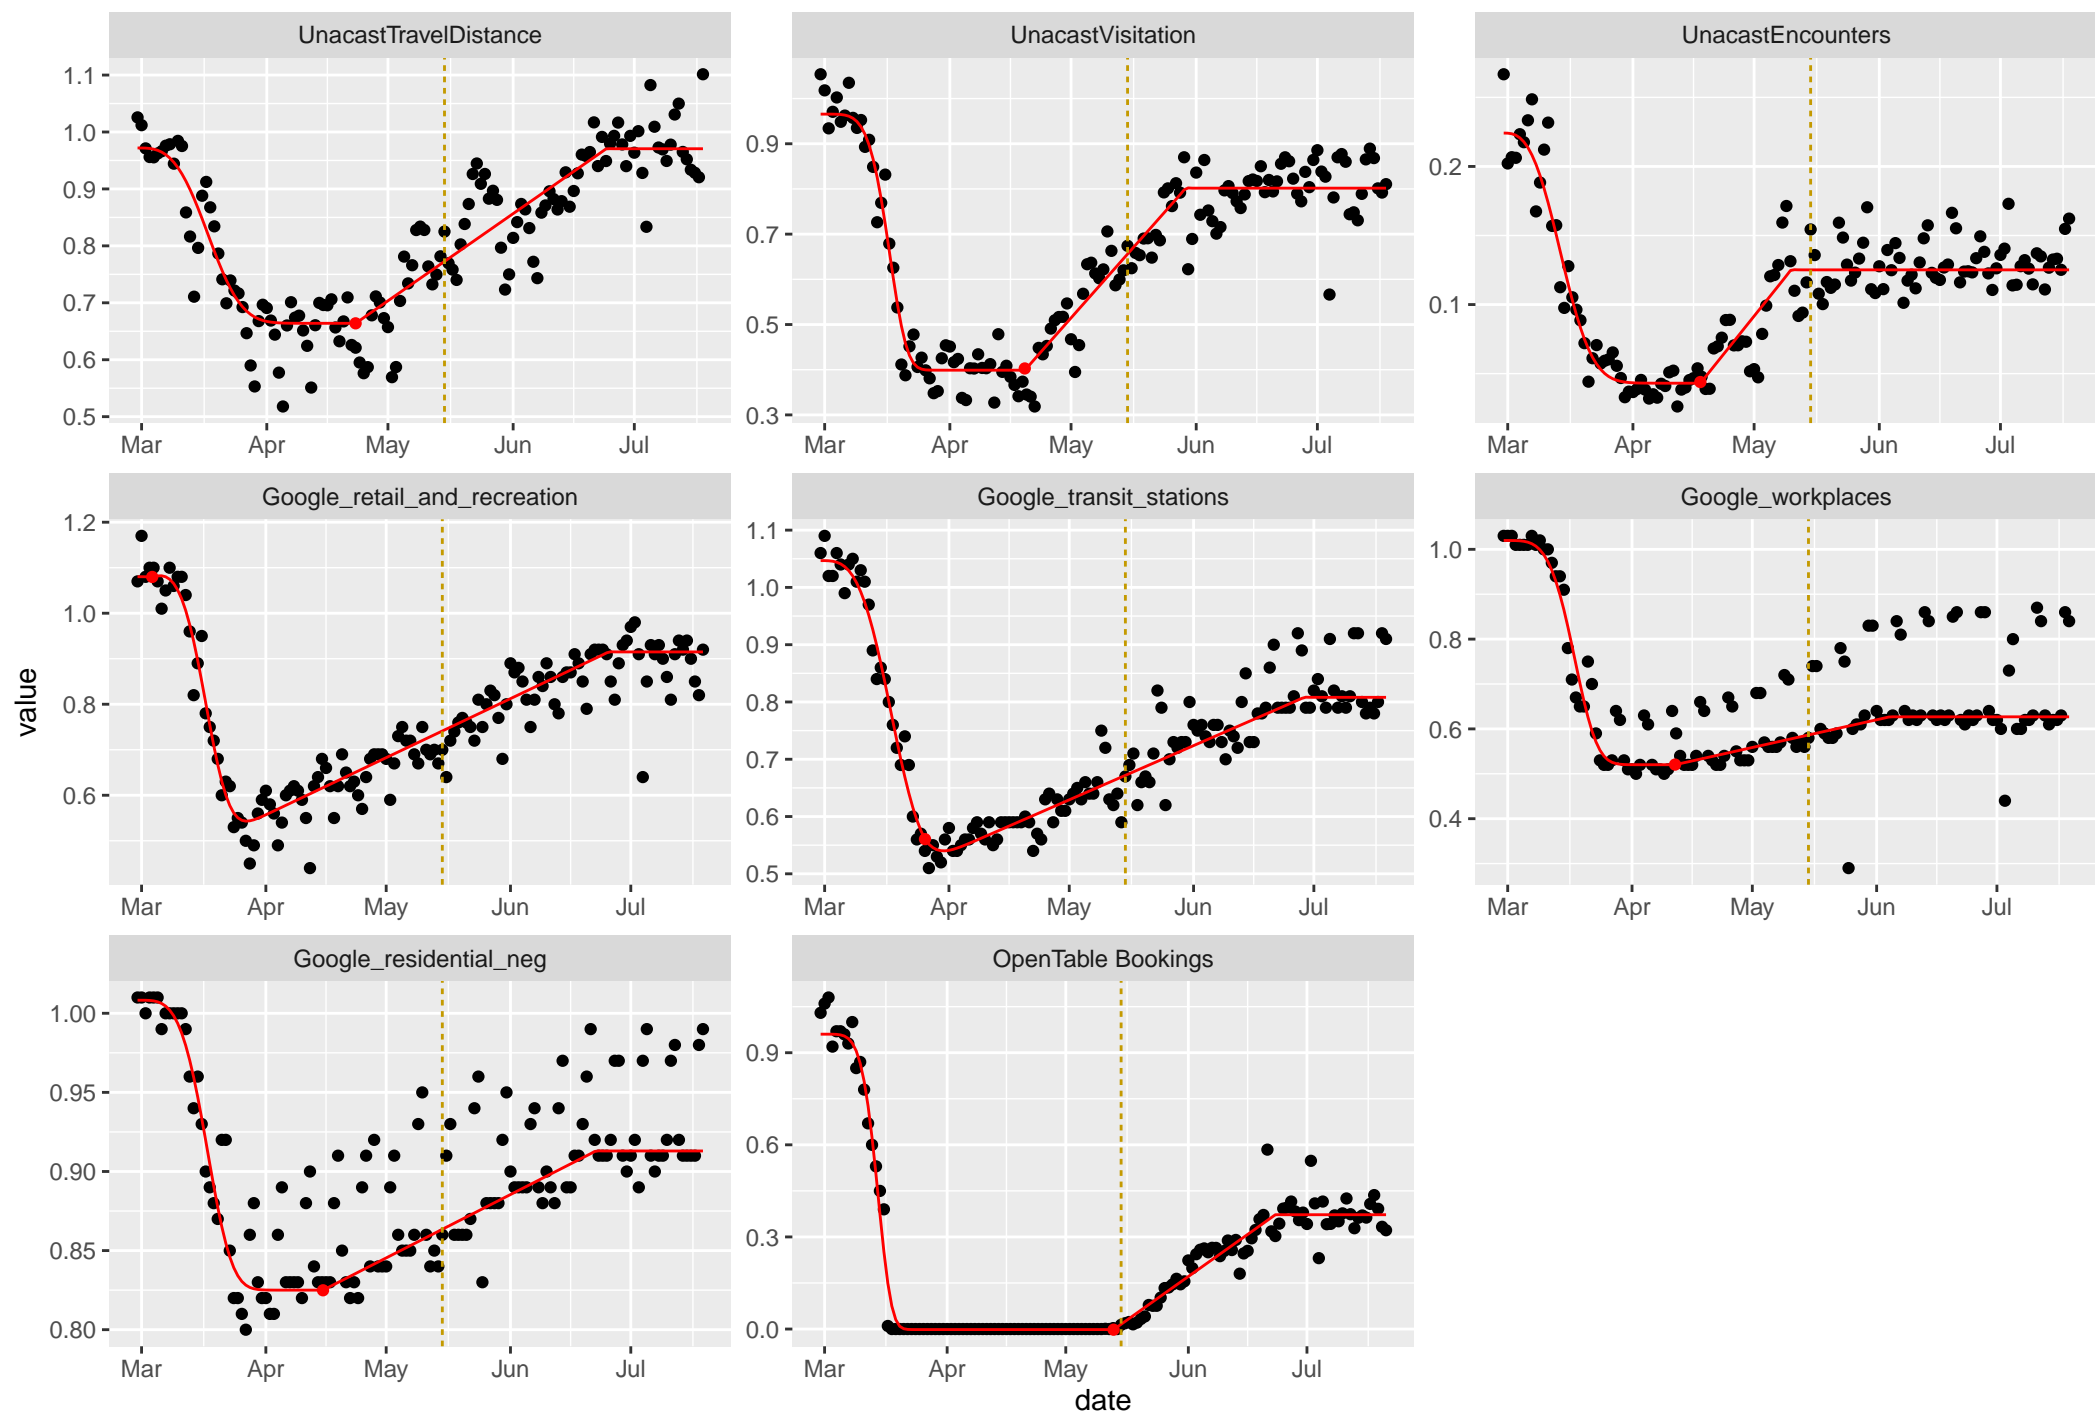 UnacastTravelDistance
UnacastVisitation
UnacastEncounters
1.1
1.0
0.9
0.8
0.7
0.6
0.5
0.9
0.7
0.5
0.3
0.2
0.1
Mar Apr May Jun Jul
Mar Apr May Jun Jul
Mar Apr May Jun Jul
Google_retail_and_recreation
Google_transit_stations
Google_workplaces
value
1.2
1.0
0.8
0.6
1.1
1.0
0.9
0.8
0.7
0.6
0.5
1.0
0.8
0.6
0.4
Mar Apr May Jun Jul
Mar Apr May Jun Jul
Mar Apr May Jun Jul
Google_residential_neg
OpenTable Bookings
1.00
0.95
0.90
0.85
0.80
0.9
0.6
0.3
0.0
Mar Apr May Jun Jul
Mar Apr May Jun Jul
date